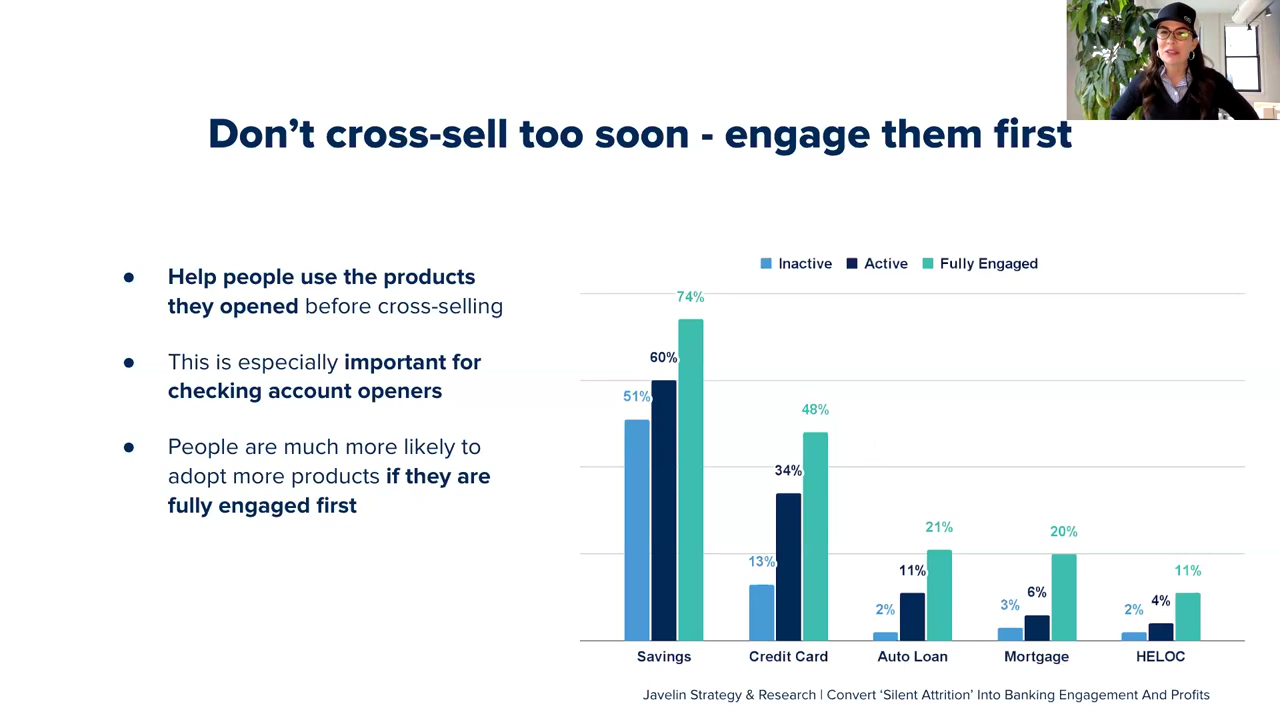 Don’t cross-sell too soon - engage them first
● Help people use the products
they opened before cross-selling
● This is especially important for
checking account openers
● People are much more likely to
adopt more products if they are
fully engaged first
Inactive Active Fully Engaged
51% 60% 74%
13% 34% 48%
2% 11% 21%
3% 6% 20%
2% 4% 11%
Savings Credit Card Auto Loan Mortgage HELOC
Javelin Strategy & Research | Convert ‘Silent Attrition’ Into Banking Engagement And Profits